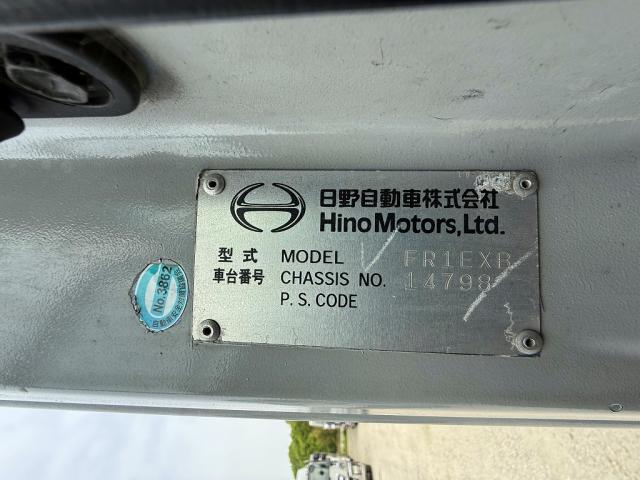 日野自動車株式会社
Hino Motors, Ltd.
型式 MODEL FR1EXB
車台番号 CHASSIS NO. 14798
P. S. CODE
No.3862